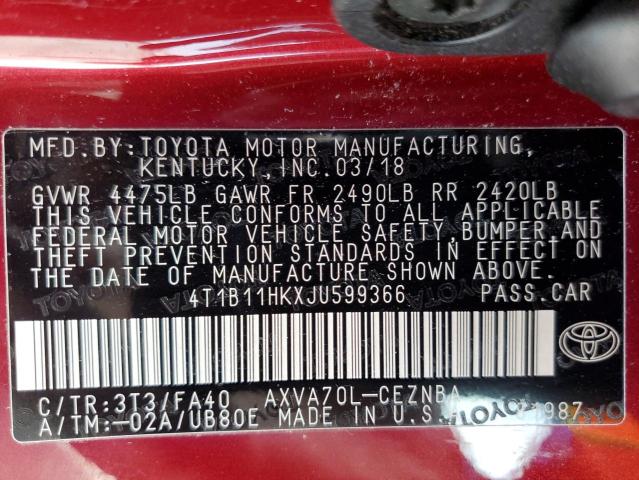 MFD.BY:TOYOTA MOTOR MANUFACTURING,
KENTUCKY,INC.03/18
GVWR 4475LB GAWR FR 2490LB RR 2420LB
THIS VEHICLE CONFORMS TO ALL APPLICABLE
FEDERAL MOTOR VEHICLE SAFETY,BUMPER,AND
THEFT PREVENTION STANDARDS IN EFFECT ON
THE DATE OF MANUFACTURE SHOWN ABOVE.
4T1B11HKXJU599366 PASS.CAR
C/TR:3T3/FA40 AXVA70L-CEZNBA
A/TM:-02A/UB80E MADE IN U.S. 1987